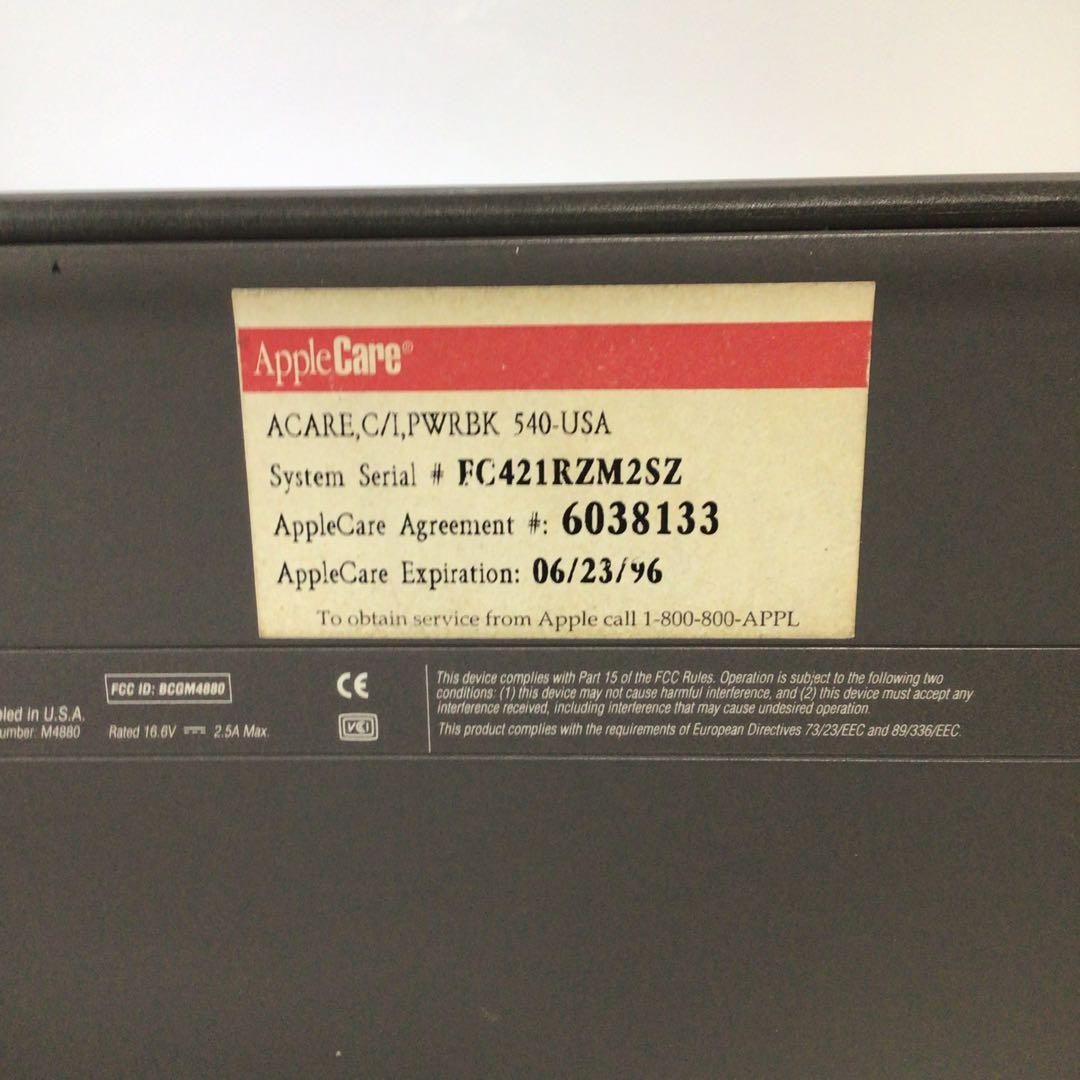 AppleCare®
ACARE,C/I,PWRBK 540-USA
System Serial # FC421RZM2SZ
AppleCare Agreement #: 6038133
AppleCare Expiration: 06/23/96
To obtain service from Apple call 1-800-800-APPL
bled in U.S.A.
umber: M4880
FCC ID: BCGM4880
Rated 16.6V ⎓ 2.5A Max.
CE
VCI
This device complies with Part 15 of the FCC Rules. Operation is subject to the following two
conditions: (1) this device may not cause harmful interference, and (2) this device must accept any
interference received, including interference that may cause undesired operation.
This product complies with the requirements of European Directives 73/23/EEC and 89/336/EEC.